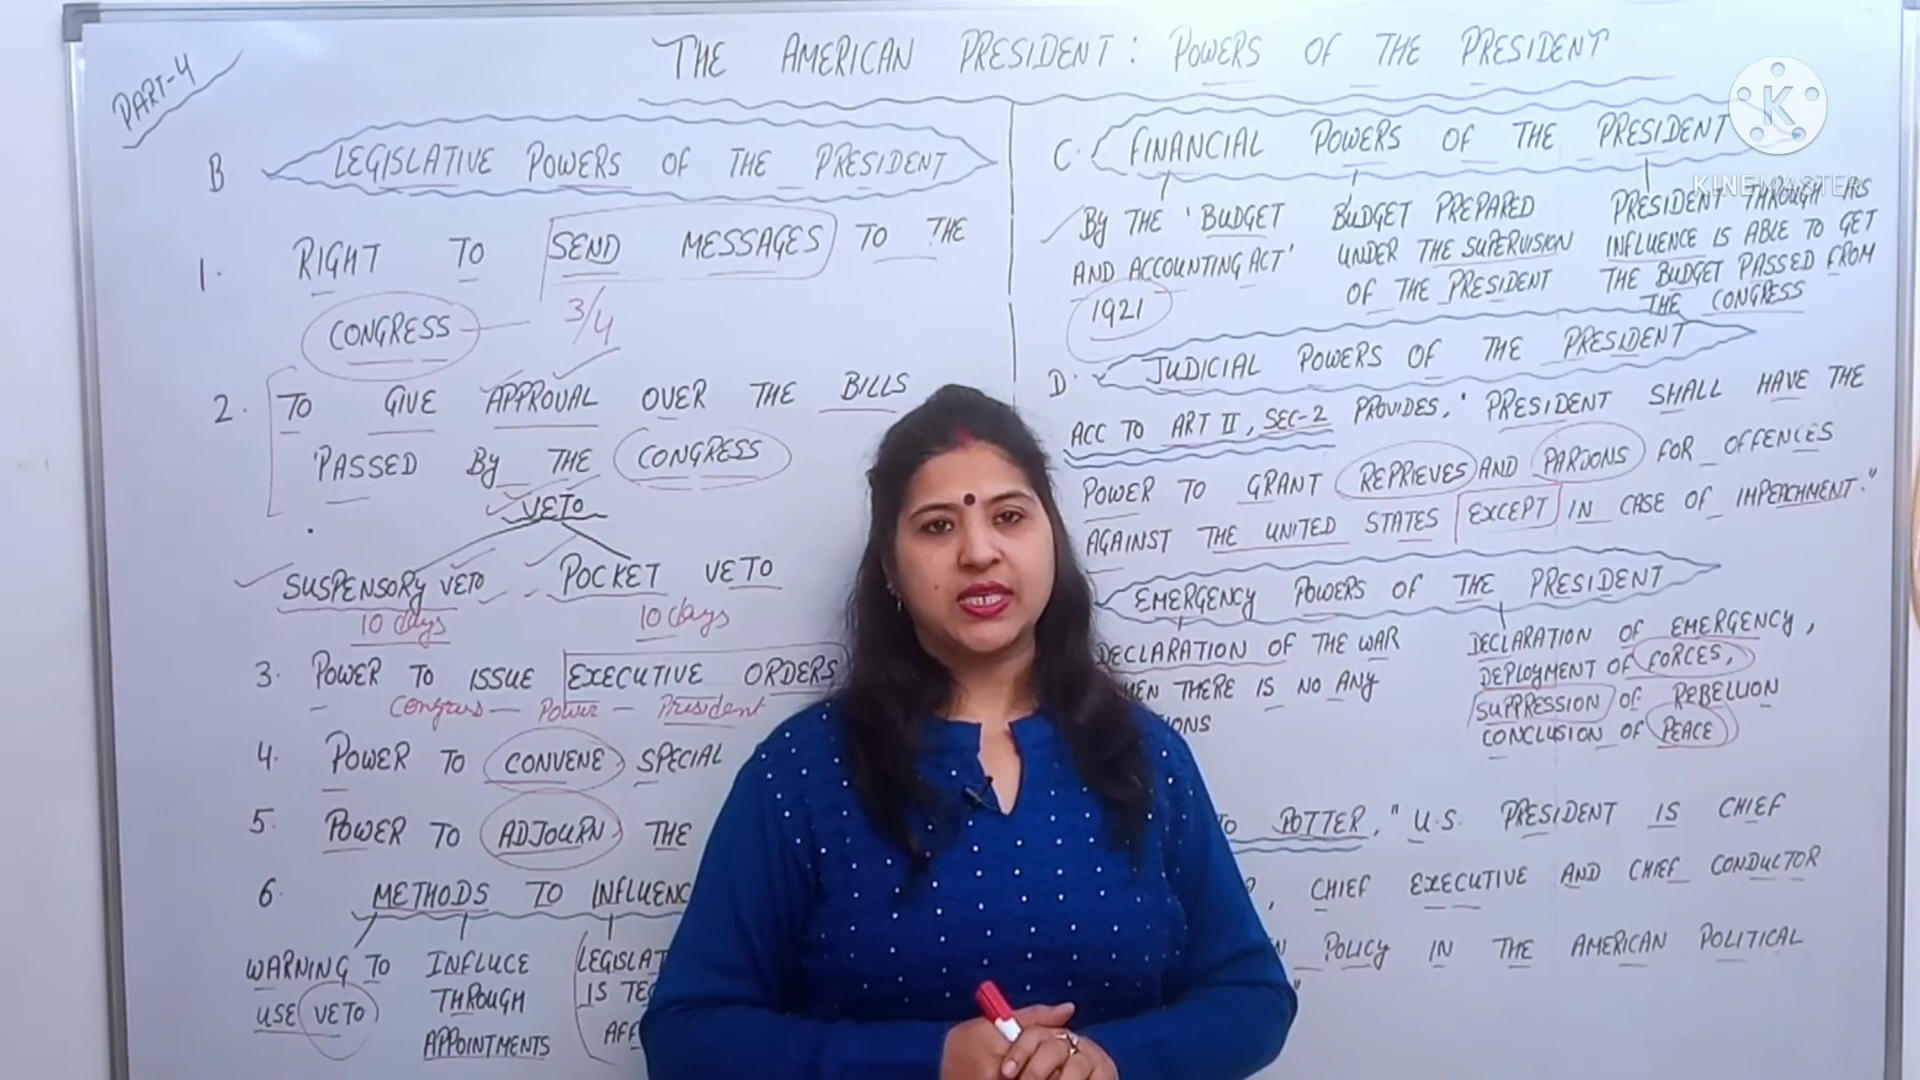 PART-4
THE AMERICAN PRESIDENT: POWERS OF THE PRESIDENT
B LEGISLATIVE POWERS OF THE PRESIDENT
1. RIGHT TO SEND MESSAGES TO THE
CONGRESS 3/4
2. TO GIVE APPROVAL OVER THE BILLS
PASSED BY THE CONGRESS
VETO
SUSPENSORY VETO POCKET VETO
10 days 10 days
3. POWER TO ISSUE EXECUTIVE ORDERS
Congress — Power — President
4. POWER TO CONVENE SPECIAL
5. POWER TO ADJOURN THE
6. METHODS TO INFLUENC
WARNING TO
USE VETO
INFLUCE
THROUGH
APPOINTMENTS
LEGISLAT
IS TE
AFF
C. FINANCIAL POWERS OF THE PRESIDENT
BY THE 'BUDGET
AND ACCOUNTING ACT'
1921
BUDGET PREPARED
UNDER THE SUPERVISION
OF THE PRESIDENT
PRESIDENT THROUGH HIS
INFLUENCE IS ABLE TO GET
THE BUDGET PASSED FROM
THE CONGRESS
D. JUDICIAL POWERS OF THE PRESIDENT
ACC TO ART II, SEC-2 PROVIDES, 'PRESIDENT SHALL HAVE THE
POWER TO GRANT REPRIEVES AND PARDONS FOR OFFENCES
AGAINST THE UNITED STATES EXCEPT IN CASE OF IMPEACHMENT."
EMERGENCY POWERS OF THE PRESIDENT
DECLARATION OF THE WAR
HEN THERE IS NO ANY
IONS
DECLARATION OF EMERGENCY,
DEPLOYMENT OF FORCES,
SUPPRESSION OF REBELLION
CONCLUSION OF PEACE
TO POTTER, "U.S. PRESIDENT IS CHIEF
, CHIEF EXECUTIVE AND CHIEF CONDUCTOR
N POLICY IN THE AMERICAN POLITICAL
"
K
KINEMASTER